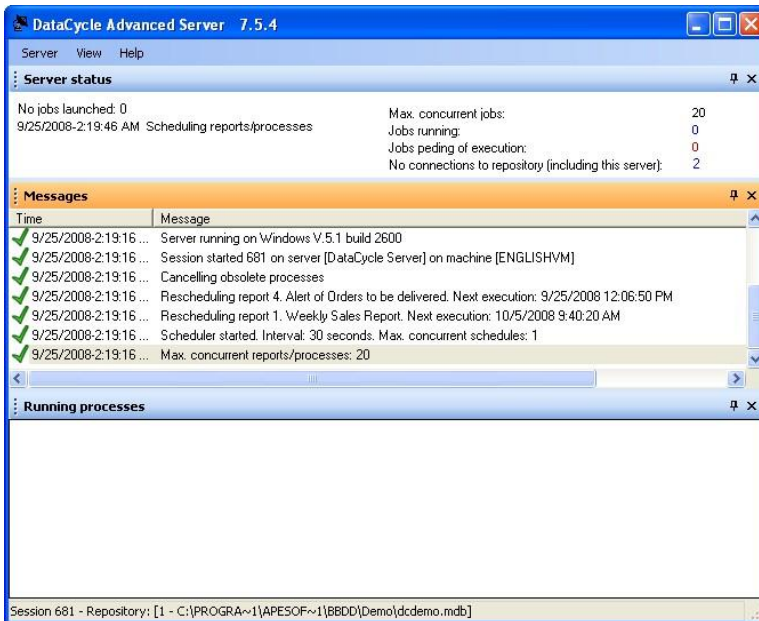 DataCycle Advanced Server 7.5.4
Server View Help
Server status
No jobs launched: 0
9/25/2008-2:19:46 AM Scheduling reports/processes
Max. concurrent jobs: 20
Jobs running: 0
Jobs peding of execution: 0
No connections to repository (including this server): 2
Messages
Time Message
9/25/2008-2:19:16 ... Server running on Windows V.5.1 build 2600
9/25/2008-2:19:16 ... Session started 681 on server [DataCycle Server] on machine [ENGLISHVM]
9/25/2008-2:19:16 ... Cancelling obsolete processes
9/25/2008-2:19:16 ... Rescheduling report 4. Alert of Orders to be delivered. Next execution: 9/25/2008 12:06:50 PM
9/25/2008-2:19:16 ... Rescheduling report 1. Weekly Sales Report. Next execution: 10/5/2008 9:40:20 AM
9/25/2008-2:19:16 ... Scheduler started. Interval: 30 seconds. Max. concurrent schedules: 1
9/25/2008-2:19:16 ... Max. concurrent reports/processes: 20
Running processes
Session 681 - Repository: [1 - C:\PROGRA~1\APESOF~1\BBDD\Demo\dcdemo.mdb]